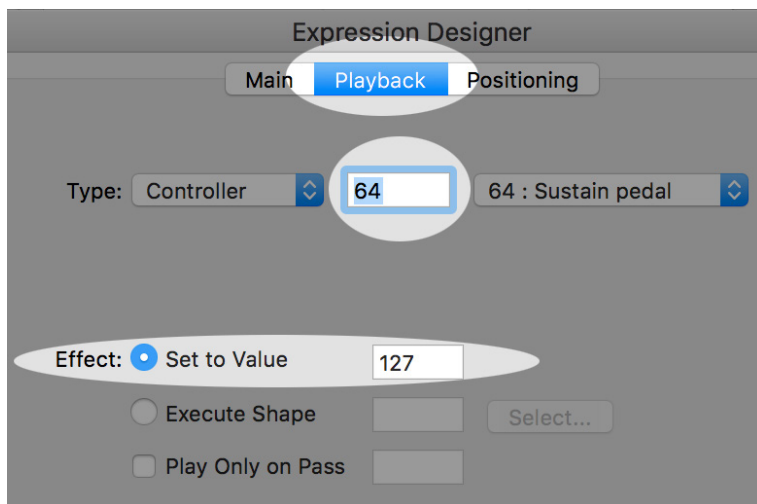 Expression Designer
Main Playback Positioning
Type: Controller 64 64 : Sustain pedal
Effect: Set to Value 127
Execute Shape Select...
Play Only on Pass